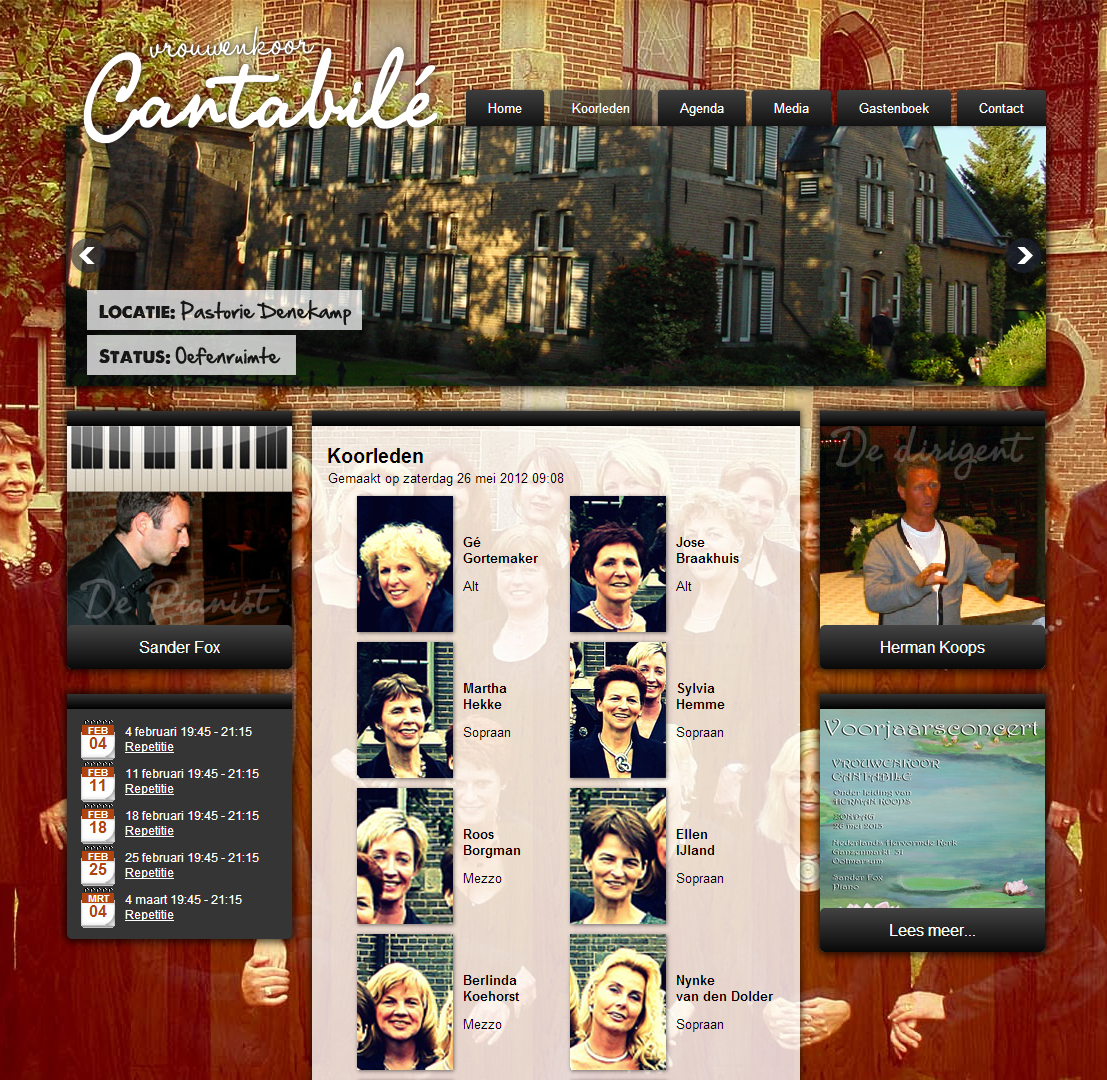 vrouwenkoor
Cantabilé
Home
Koorleden
Agenda
Media
Gastenboek
Contact
LOCATIE: Pastorie Denekamp
STATUS: Oefenruimte
De Pianist
Sander Fox
FEB
04
4 februari 19:45 - 21:15
Repetitie
FEB
11
11 februari 19:45 - 21:15
Repetitie
FEB
18
18 februari 19:45 - 21:15
Repetitie
FEB
25
25 februari 19:45 - 21:15
Repetitie
MRT
04
4 maart 19:45 - 21:15
Repetitie
Koorleden
Gemaakt op zaterdag 26 mei 2012 09:08
Gé
Gortemaker
Alt
Jose
Braakhuis
Alt
Martha
Hekke
Sopraan
Sylvia
Hemme
Sopraan
Roos
Borgman
Mezzo
Ellen
IJland
Sopraan
Berlinda
Koehorst
Mezzo
Nynke
van den Dolder
Sopraan
De dirigent
Herman Koops
Voorjaarsconcert
VROUWENKOOR
CANTABILE
Onder leiding van
HERMAN KOOPS
ZONDAG
26 mei 2013
Nederlands Hervormde Kerk
Ganzenmarkt 31
Ootmarsum
Sander Fox
Piano
Lees meer...